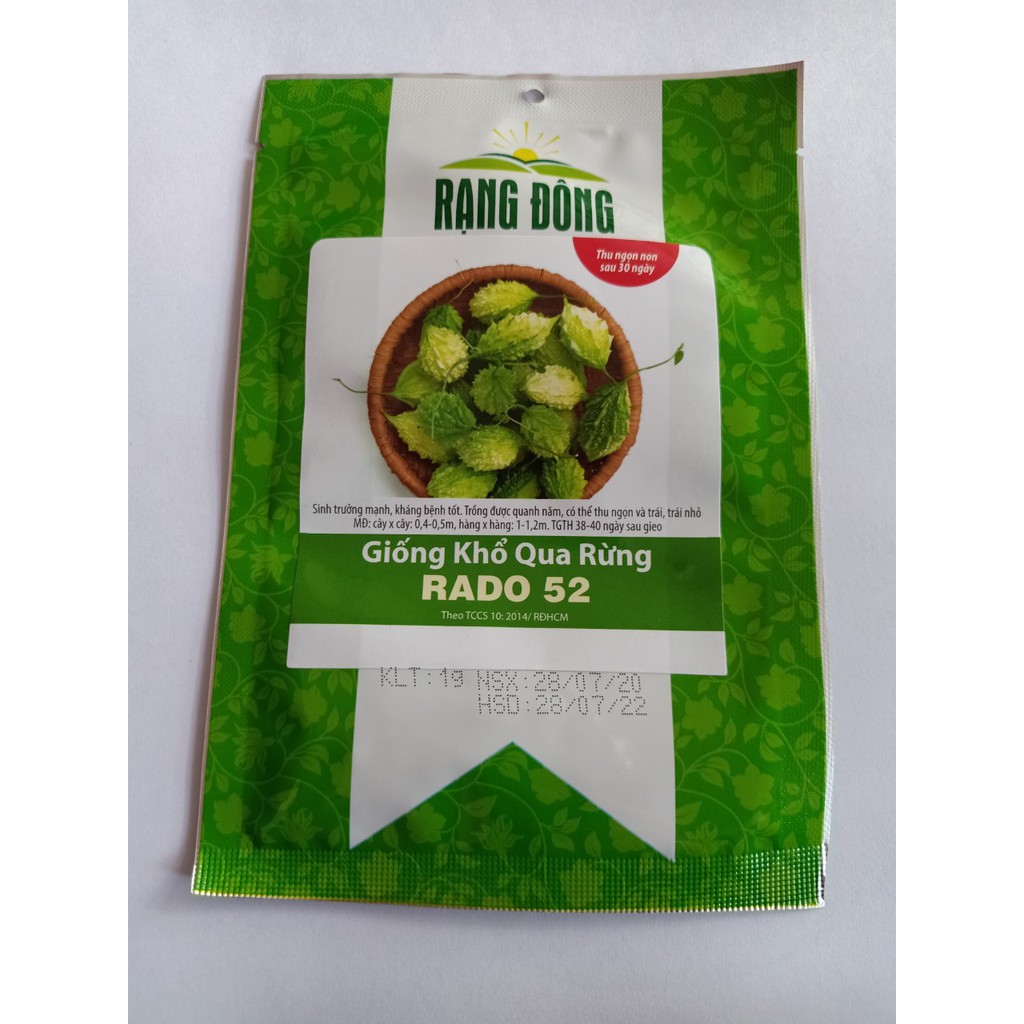 RẠNG ĐÔNG
Thu ngọn non
sau 30 ngày
Sinh trưởng mạnh, kháng bệnh tốt. Trồng được quanh năm, có thể thu ngọn và trái, trái nhỏ
MĐ: cây x cây: 0,4-0,5m, hàng x hàng: 1-1,2m. TGTH 38-40 ngày sau gieo
Giống Khổ Qua Rừng
RADO 52
Theo TCCS 10: 2014/ RĐHCM
KLT:1g NSX:28/07/20
HSD:28/07/22